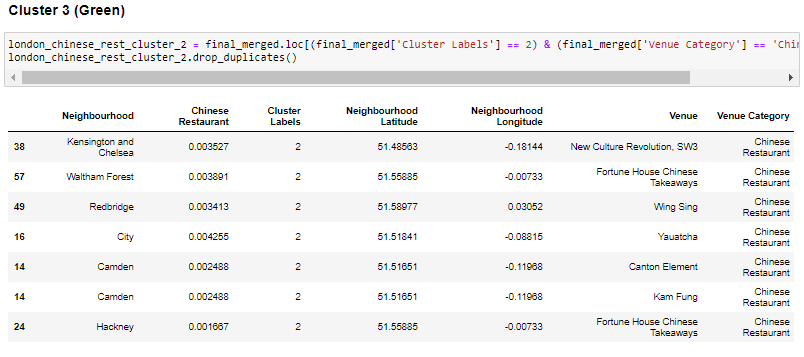 Cluster 3 (Green)
london_chinese_rest_cluster_2 = final_merged.loc[(final_merged['Cluster Labels'] == 2) & (final_merged['Venue Category'] == 'Chin
london_chinese_rest_cluster_2.drop_duplicates()
Neighbourhood Chinese Restaurant Cluster Labels Neighbourhood Latitude Neighbourhood Longitude Venue Venue Category
38 Kensington and Chelsea 0.003527 2 51.48563 -0.18144 New Culture Revolution, SW3 Chinese Restaurant
57 Waltham Forest 0.003891 2 51.55885 -0.00733 Fortune House Chinese Takeaways Chinese Restaurant
49 Redbridge 0.003413 2 51.58977 0.03052 Wing Sing Chinese Restaurant
16 City 0.004255 2 51.51841 -0.08815 Yauatcha Chinese Restaurant
14 Camden 0.002488 2 51.51651 -0.11968 Canton Element Chinese Restaurant
14 Camden 0.002488 2 51.51651 -0.11968 Kam Fung Chinese Restaurant
24 Hackney 0.001667 2 51.55885 -0.00733 Fortune House Chinese Takeaways Chinese Restaurant